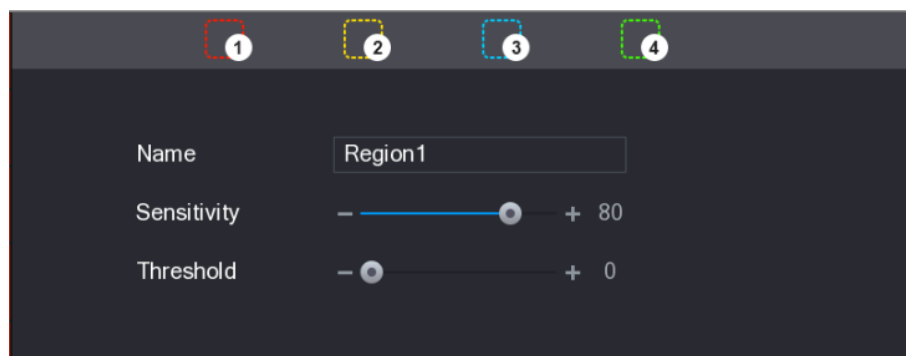 1 2 3 4
Name Region1
Sensitivity − + 80
Threshold − + 0